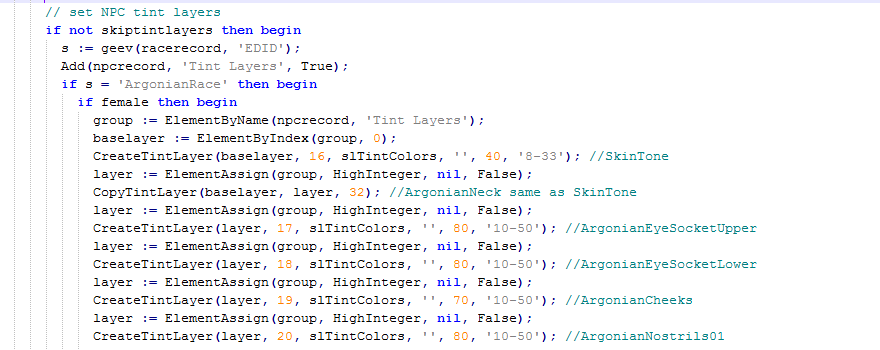 // set NPC tint layers
if not skiptintlayers then begin
s := geev(racerecord, 'EDID');
Add(npcrecord, 'Tint Layers', True);
if s = 'ArgonianRace' then begin
if female then begin
group := ElementByName(npcrecord, 'Tint Layers');
baselayer := ElementByIndex(group, 0);
CreateTintLayer(baselayer, 16, slTintColors, '', 40, '8-33'); //SkinTone
layer := ElementAssign(group, HighInteger, nil, False);
CopyTintLayer(baselayer, layer, 32); //ArgonianNeck same as SkinTone
layer := ElementAssign(group, HighInteger, nil, False);
CreateTintLayer(layer, 17, slTintColors, '', 80, '10-50'); //ArgonianEyeSocketUpper
layer := ElementAssign(group, HighInteger, nil, False);
CreateTintLayer(layer, 18, slTintColors, '', 80, '10-50'); //ArgonianEyeSocketLower
layer := ElementAssign(group, HighInteger, nil, False);
CreateTintLayer(layer, 19, slTintColors, '', 70, '10-50'); //ArgonianCheeks
layer := ElementAssign(group, HighInteger, nil, False);
CreateTintLayer(layer, 20, slTintColors, '', 80, '10-50'); //ArgonianNostrils01